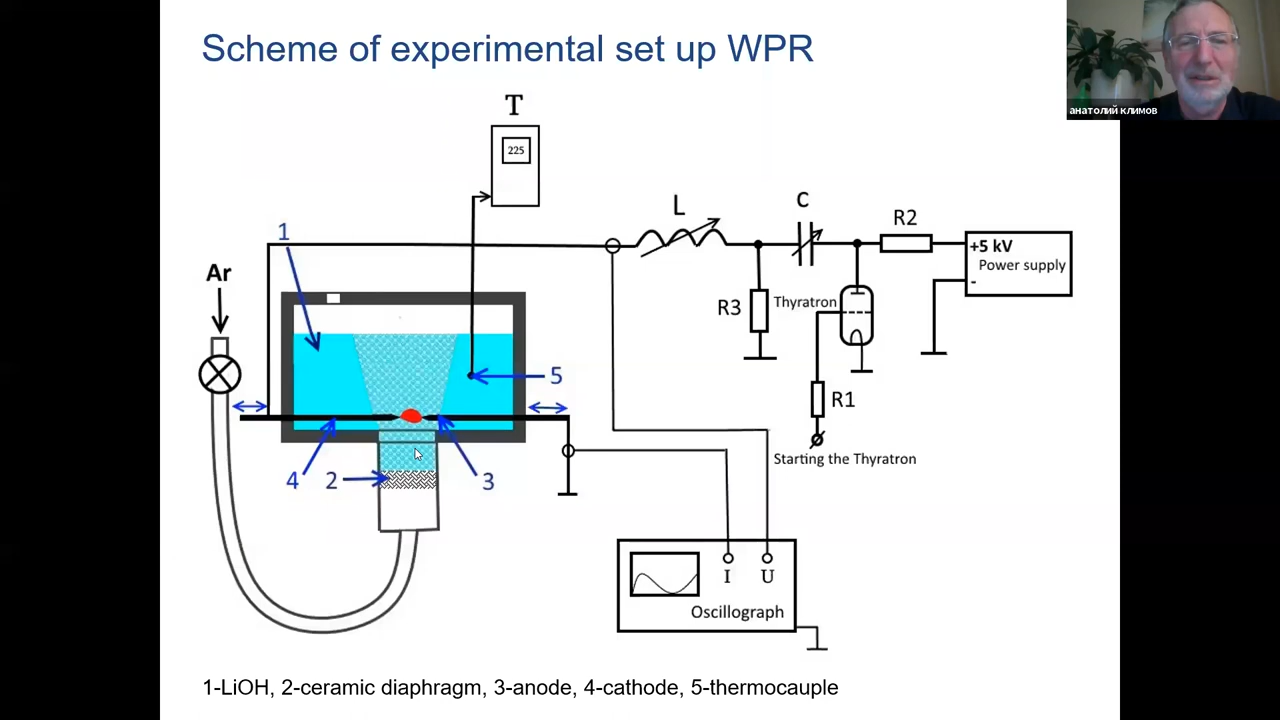 Scheme of experimental set up WPR
анатолий климов
T
225
L
C
R2
+5 kV
Power supply
-
1
Ar
R3
Thyratron
5
R1
Starting the Thyratron
4
2
3
I
U
Oscillograph
1-LiOH, 2-ceramic diaphragm, 3-anode, 4-cathode, 5-thermocauple